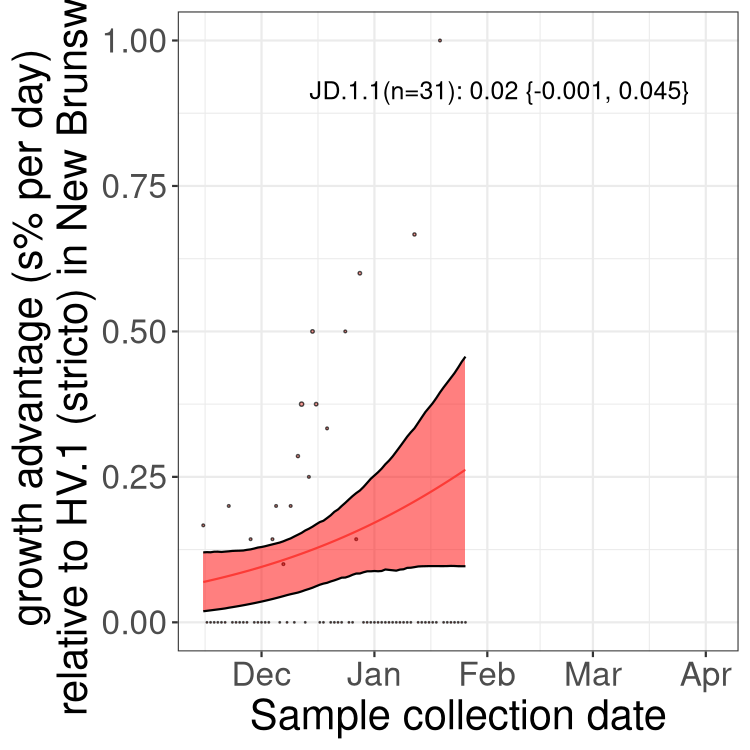 growth advantage (s% per day)
relative to HV.1 (stricto) in New Brunsw
1.00
0.75
0.50
0.25
0.00
JD.1.1(n=31): 0.02 {-0.001, 0.045}
Dec Jan Feb Mar Apr
Sample collection date